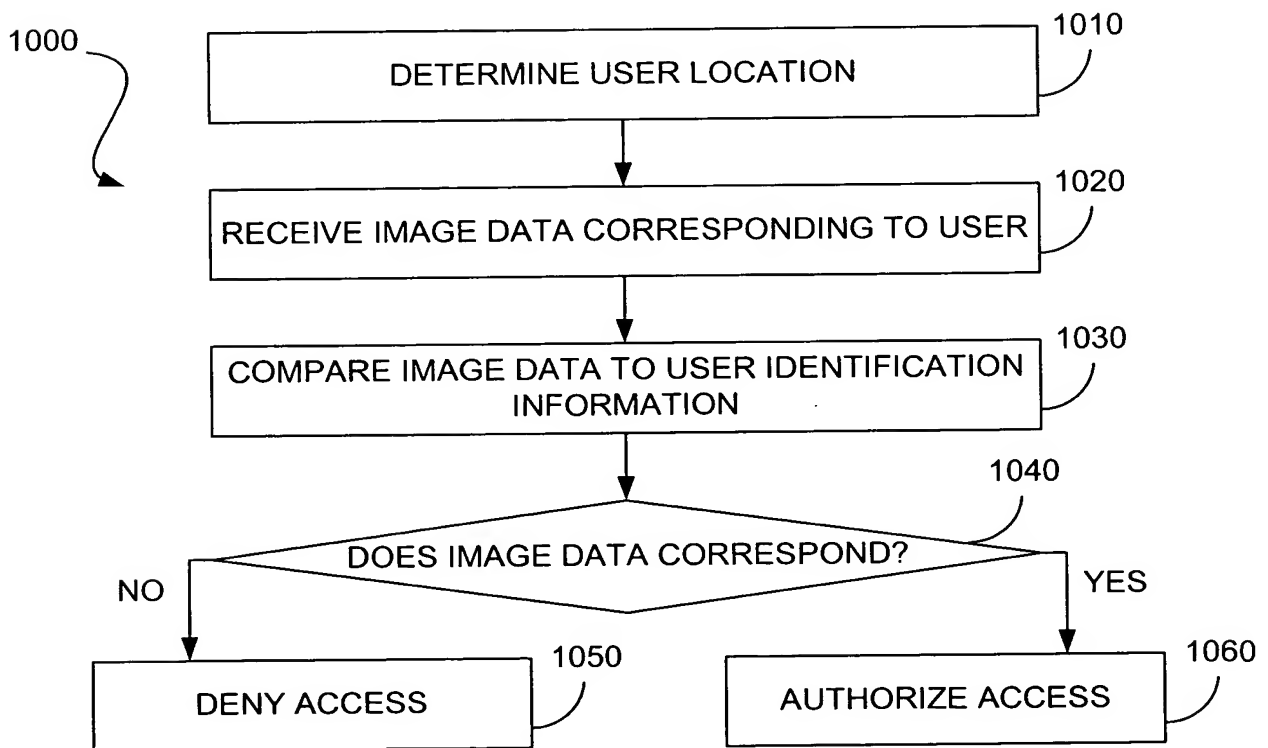 1000
1010
DETERMINE USER LOCATION
1020
RECEIVE IMAGE DATA CORRESPONDING TO USER
1030
COMPARE IMAGE DATA TO USER IDENTIFICATION
INFORMATION
1040
DOES IMAGE DATA CORRESPOND?
NO
YES
1050
DENY ACCESS
1060
AUTHORIZE ACCESS